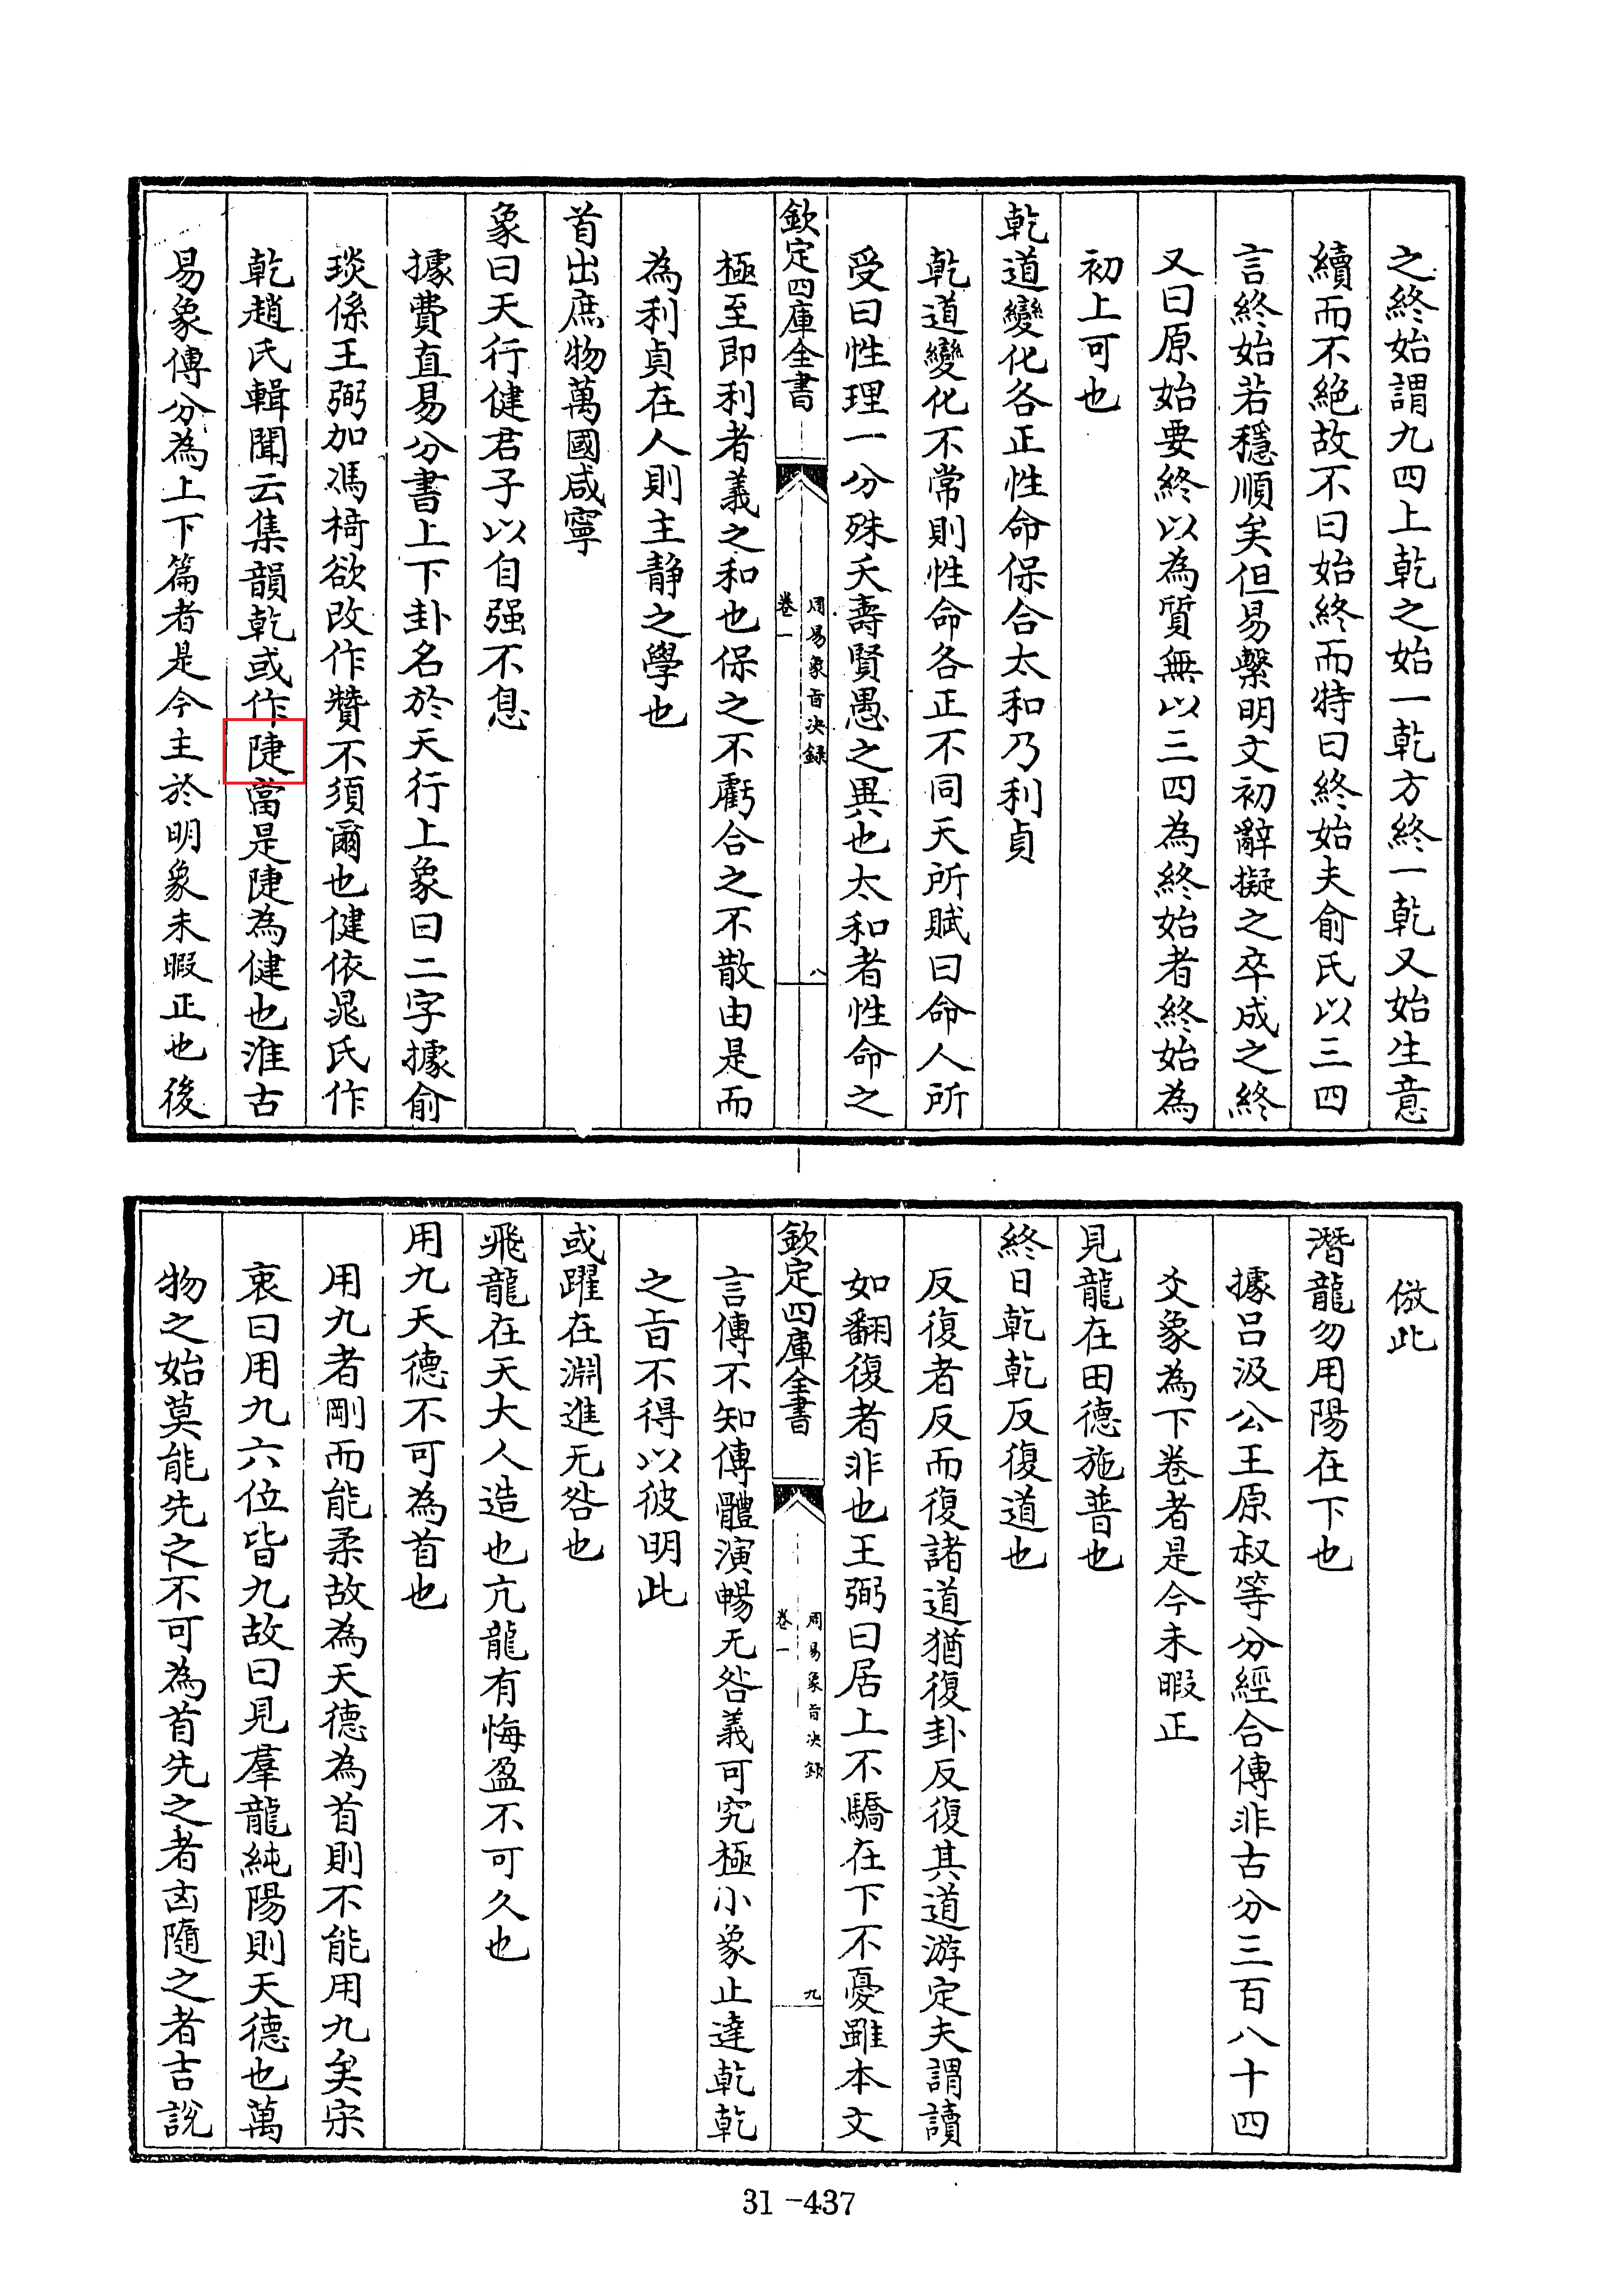 之終始謂九四上乾之始一乾方終一乾又始生意
續而不絶故不曰始終而特曰終始夫俞氏以三四
言終始若穩順矣但易繫明文初辭擬之卒成之終
又曰原始要終以為質無以三四為終始者終始為
初上可也
乾道變化各正性命保合太和乃利貞
乾道變化不常則性命各正不同天所賦曰命人所
受曰性理一分殊夭壽賢愚之異也太和者性命之
欽定四庫全書
周易象旨決録
卷一
八
極至即利者義之和也保之不虧合之不散由是而
為利貞在人則主静之學也
首出庶物萬國咸寧
象曰天行健君子以自强不息
據費直易分書上下卦名於天行上象曰二字據俞
琰係王弼加馮椅欲改作贊不須爾也健依晁氏作
乾趙氏輯聞云集韻乾或作㨗當是㨗為健也淮古
易象傳分為上下篇者是今主於明象未暇正也後
倣此
潛龍勿用陽在下也
據吕汲公王原叔等分經合傳非古分三百八十四
爻象為下卷者是今未暇正
見龍在田德施普也
終日乾乾反復道也
反復者反而復諸道猶復卦反復其道游定夫謂讀
如翻復者非也王弼曰居上不驕在下不憂雖本文
欽定四庫全書
周易象旨決録
卷一
九
言傳不知傳體演暢无咎義可究極小象止達乾乾
之旨不得以彼明此
或躍在淵進无咎也
飛龍在天大人造也亢龍有悔盈不可久也
用九天德不可為首也
用九者剛而能柔故為天德為首則不能用九矣宋
衷曰用九六位皆九故曰見羣龍純陽則天德也萬
物之始莫能先之不可為首先之者凶隨之者吉說
31-437